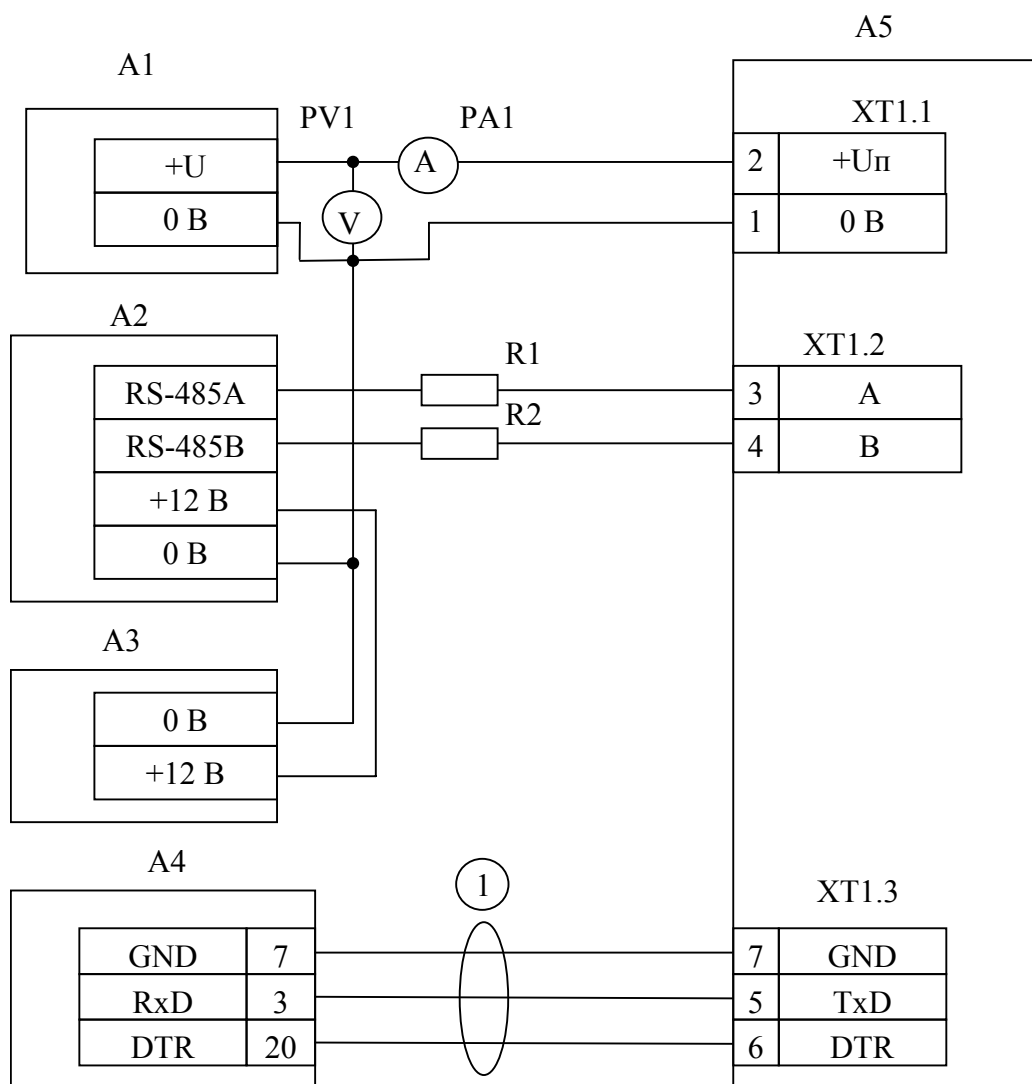 A5
A1
PV1
PA1
XT1.1
+U
A
2
+Uп
0 В
V
1
0 В
A2
R1
XT1.2
RS-485A
3
A
R2
RS-485B
4
B
+12 В
0 В
A3
0 В
+12 В
A4
1
XT1.3
GND
7
7
GND
RxD
3
5
TxD
DTR
20
6
DTR